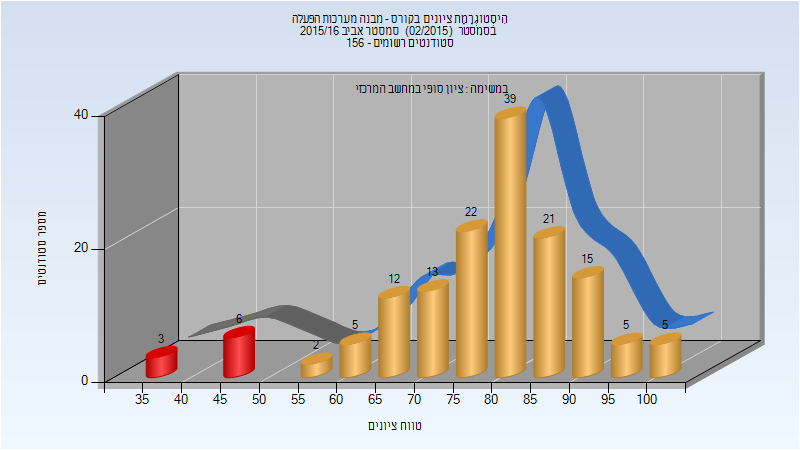 היסטוגרמת ציונים בקורס - מבנה מערכות הפעלה
בסמסטר (02/2015) סמסטר אביב 2015/16
סטודנטים רשומים - 156
במשימה : ציון סופי במחשב המרכזי
מספר סטודנטים
40
20
0
3
6
2
5
12
13
22
39
21
15
5
5
35 40 45 50 55 60 65 70 75 80 85 90 95 100
טווח ציונים